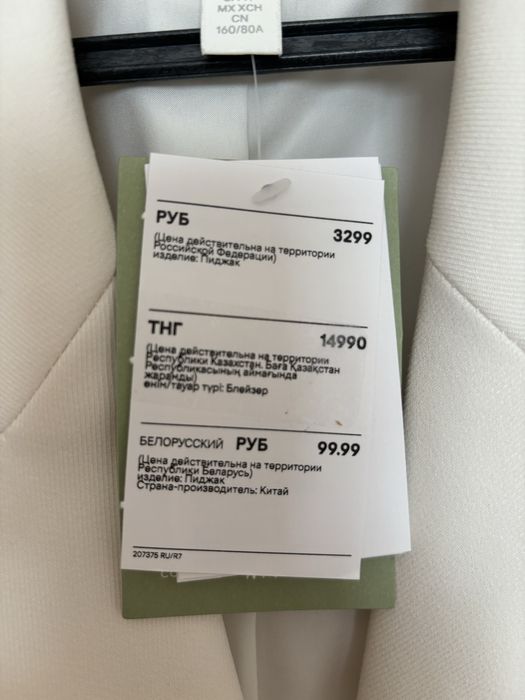 MX XCH
CN
160/80A
РУБ 3299
(Цена действительна на территории
Российской Федерации)
изделие: Пиджак
ТНГ 14990
(Цена действительна на территории
Республики Казахстан. Баға Қазақстан
Республикасының аймағында
жарамды)
өнім/тауар түрі: Блейзер
БЕЛОРУССКИЙ РУБ 99.99
(Цена действительна на территории
Республики Беларусь)
изделие: Пиджак
Страна-производитель: Китай
207375 RU/R7